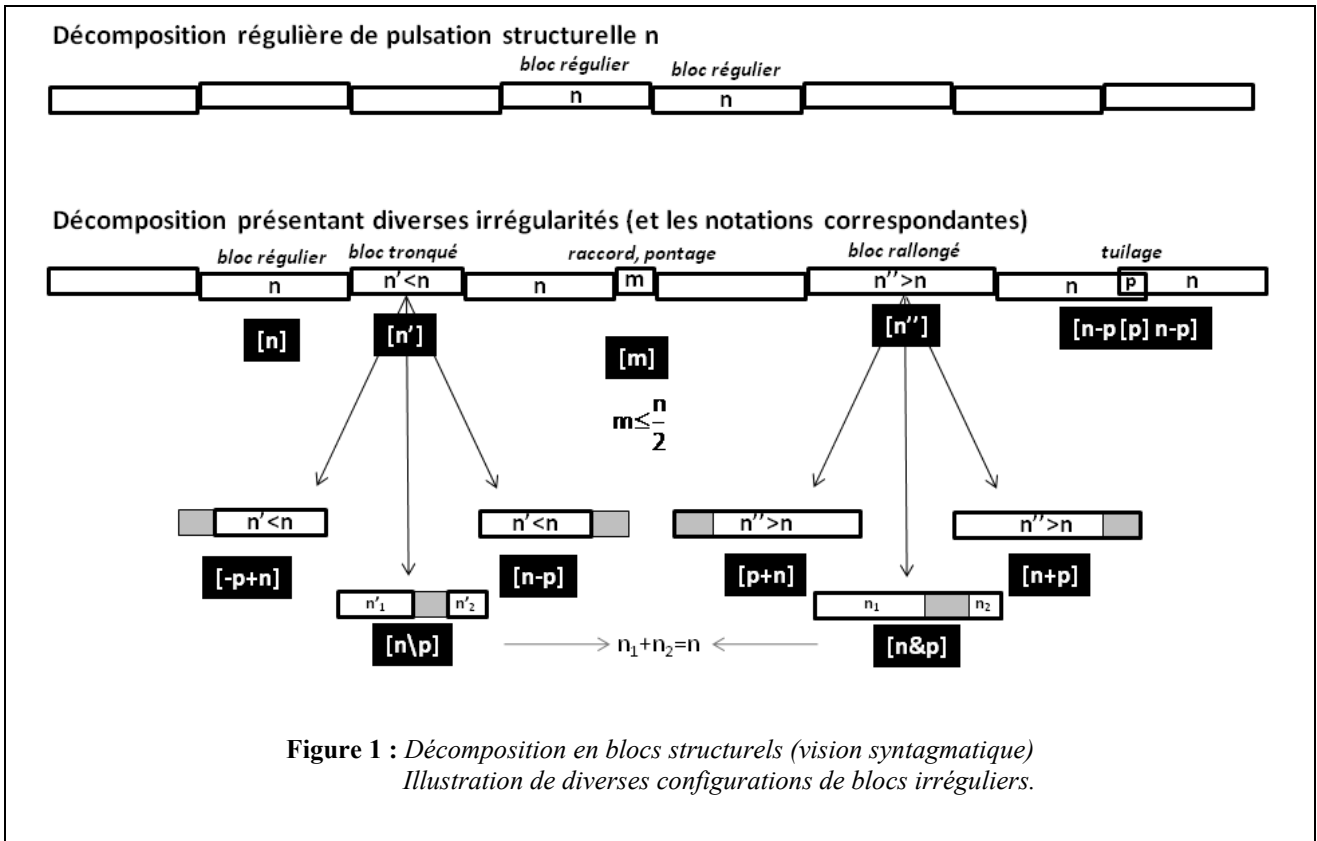 Décomposition régulière de pulsation structurelle n
bloc régulier bloc régulier
n n
Décomposition présentant diverses irrégularités (et les notations correspondantes)
bloc régulier bloc tronqué raccord, pontage bloc rallongé tuilage
n n'<n n m n''>n n p n
[n] [n'] [m] [n''] [n-p [p] n-p]
m≤n/2
n'<n n'<n n''>n n''>n
[-p+n] [n-p] [p+n] [n+p]
n'₁ n'₂ n₁ n₂
[n\p] n₁+n₂=n [n&p]
Figure 1 : Décomposition en blocs structurels (vision syntagmatique)
Illustration de diverses configurations de blocs irréguliers.